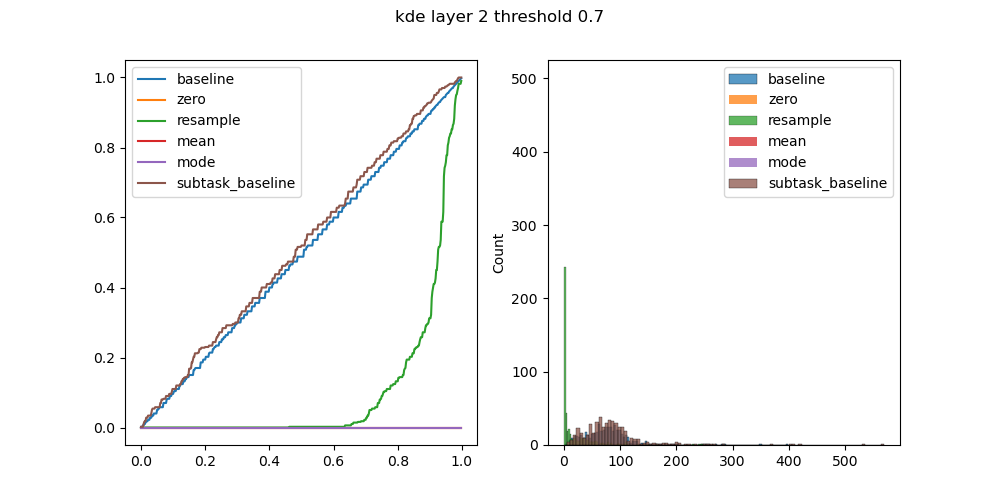 kde layer 2 threshold 0.7
baseline
zero
resample
mean
mode
subtask_baseline
1.0
0.8
0.6
0.4
0.2
0.0
0.0 0.2 0.4 0.6 0.8 1.0
baseline
zero
resample
mean
mode
subtask_baseline
Count
500
400
300
200
100
0
0 100 200 300 400 500